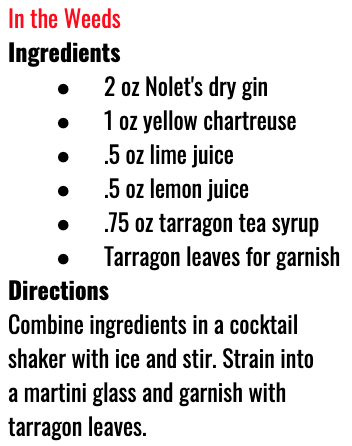 In the Weeds
Ingredients
● 2 oz Nolet's dry gin
● 1 oz yellow chartreuse
● .5 oz lime juice
● .5 oz lemon juice
● .75 oz tarragon tea syrup
● Tarragon leaves for garnish
Directions
Combine ingredients in a cocktail
shaker with ice and stir. Strain into
a martini glass and garnish with
tarragon leaves.